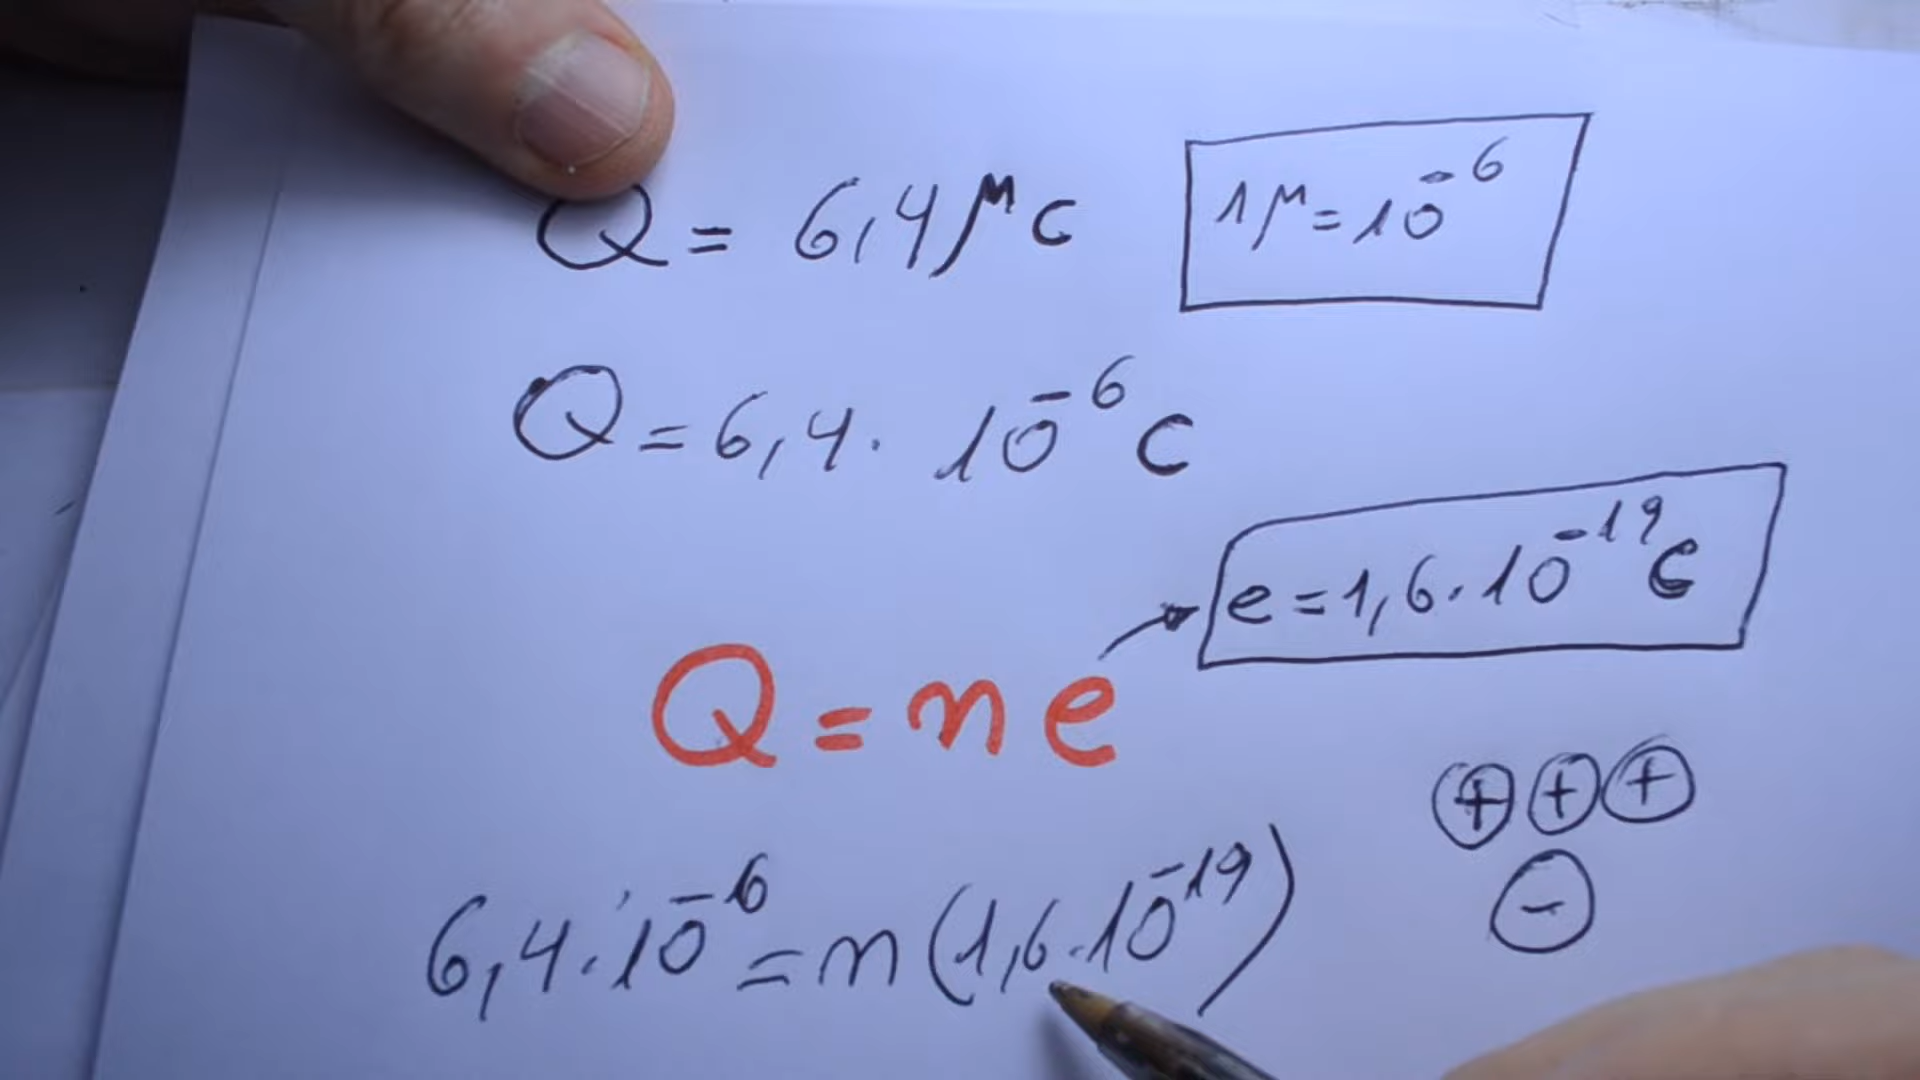 Q = 6,4 μc
1μ = 10⁻⁶
Q = 6,4 . 10⁻⁶ C
e = 1,6 . 10⁻¹⁹ C
Q = n e
+ + +
-
6,4 . 10⁻⁶ = n (1,6 . 10⁻¹⁹)